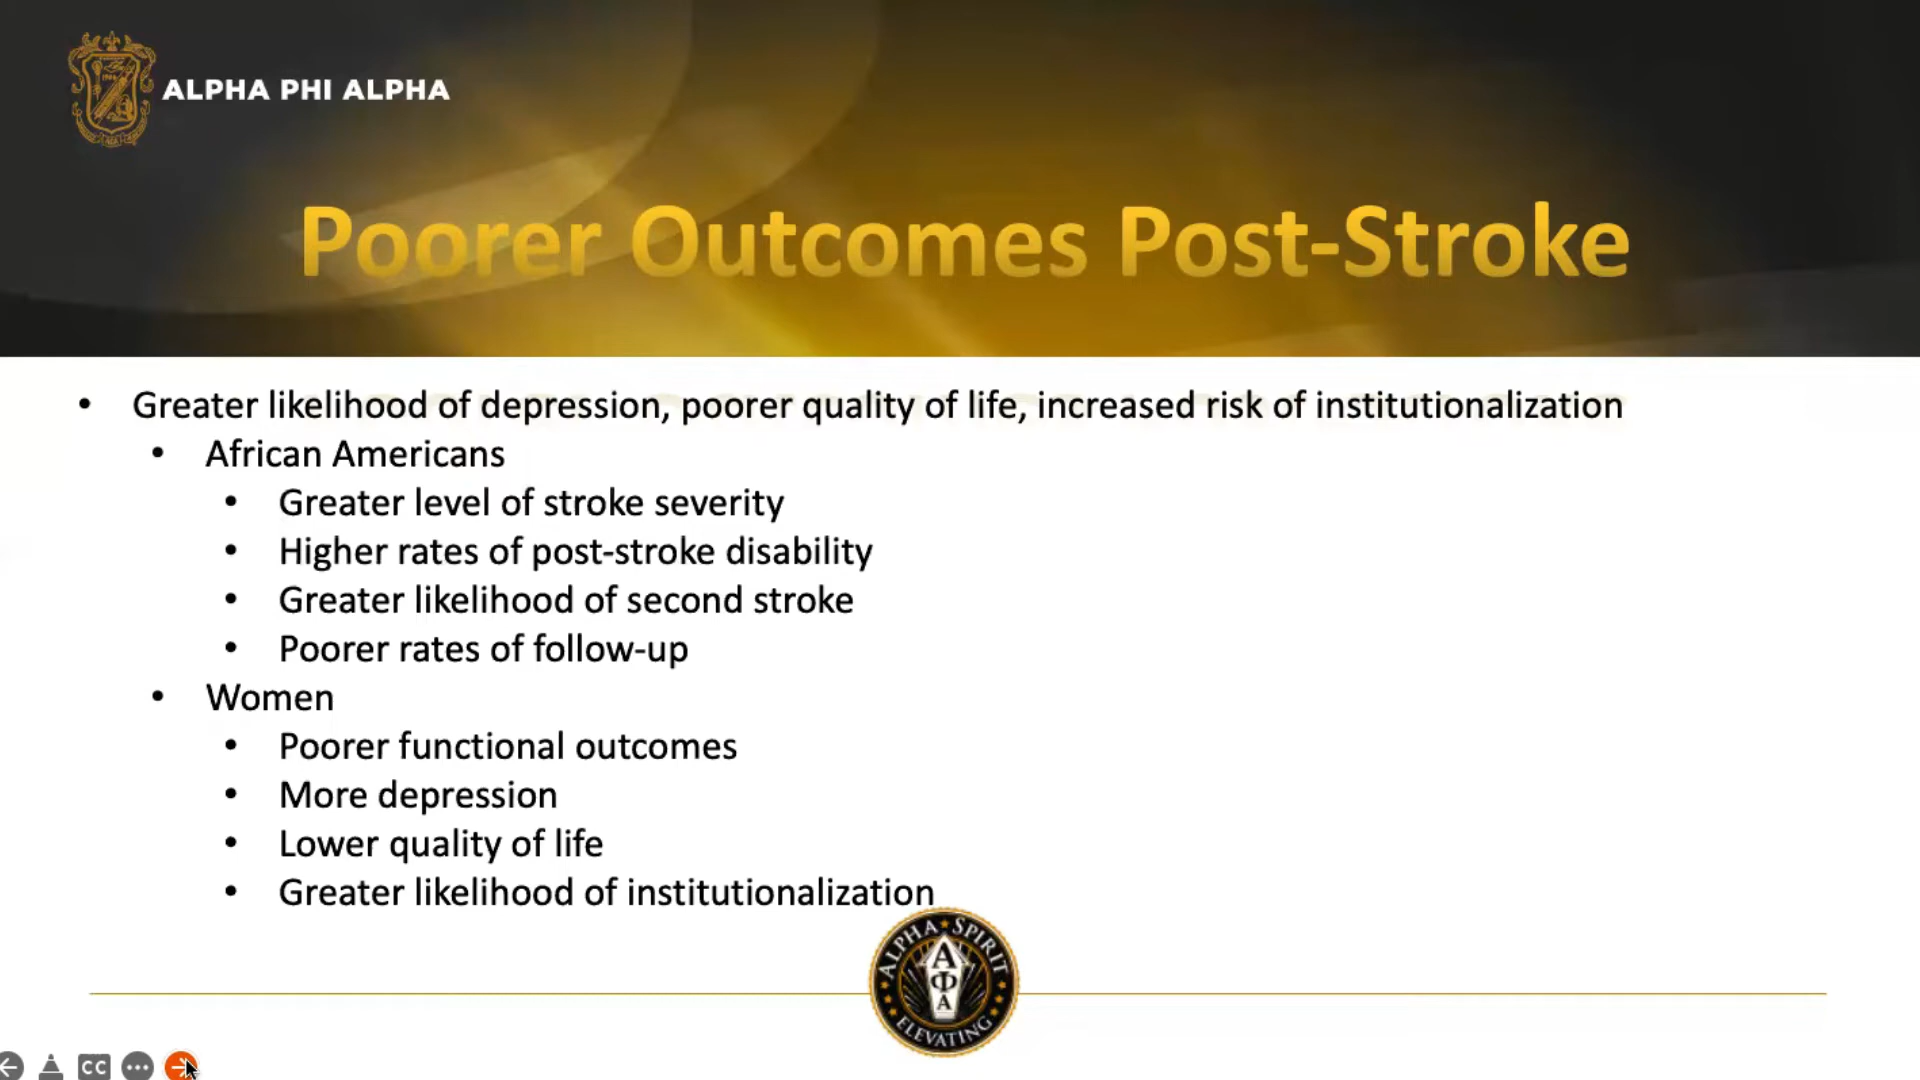 ALPHA PHI ALPHA
Poorer Outcomes Post-Stroke
• Greater likelihood of depression, poorer quality of life, increased risk of institutionalization
• African Americans
• Greater level of stroke severity
• Higher rates of post-stroke disability
• Greater likelihood of second stroke
• Poorer rates of follow-up
• Women
• Poorer functional outcomes
• More depression
• Lower quality of life
• Greater likelihood of institutionalization
ALPHA SPIRIT
ΑΦΑ
ELEVATING
CC